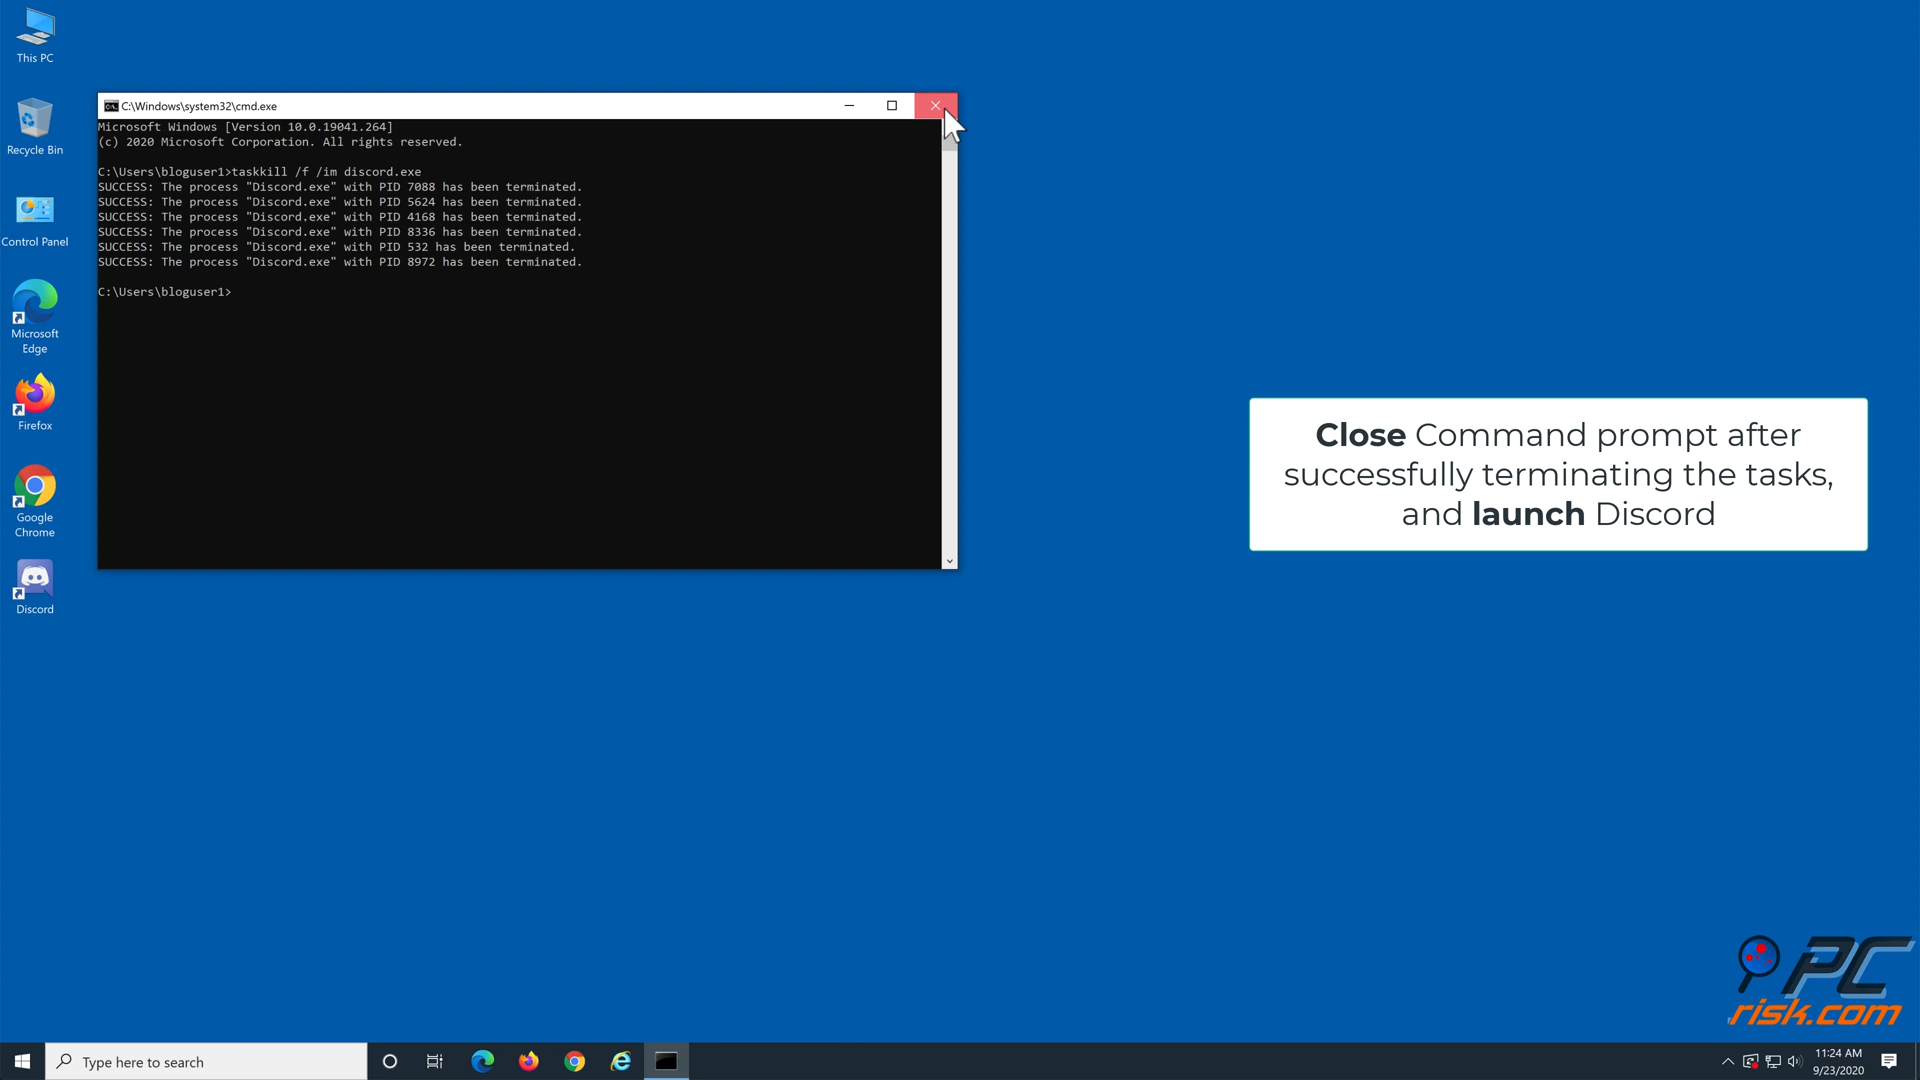 This PC
Recycle Bin
Control Panel
Microsoft
Edge
Firefox
Google
Chrome
Discord
C:\Windows\system32\cmd.exe
Microsoft Windows [Version 10.0.19041.264]
(c) 2020 Microsoft Corporation. All rights reserved.
C:\Users\bloguser1>taskkill /f /im discord.exe
SUCCESS: The process "Discord.exe" with PID 7088 has been terminated.
SUCCESS: The process "Discord.exe" with PID 5624 has been terminated.
SUCCESS: The process "Discord.exe" with PID 4168 has been terminated.
SUCCESS: The process "Discord.exe" with PID 8336 has been terminated.
SUCCESS: The process "Discord.exe" with PID 532 has been terminated.
SUCCESS: The process "Discord.exe" with PID 8972 has been terminated.
C:\Users\bloguser1>
Close Command prompt after
successfully terminating the tasks,
and launch Discord
PC
risk.com
Type here to search
11:24 AM
9/23/2020